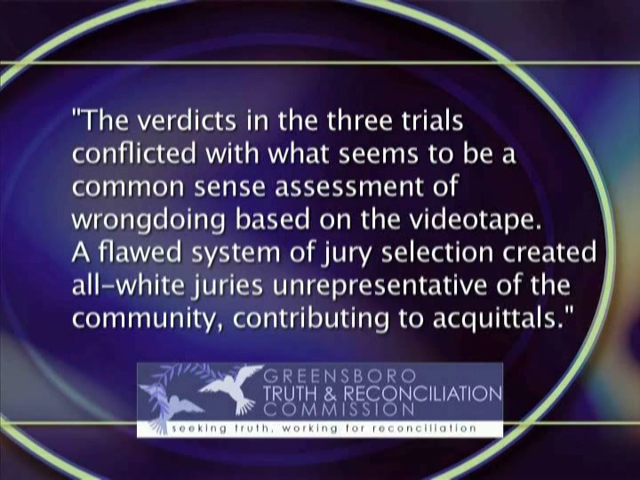 "The verdicts in the three trials
conflicted with what seems to be a
common sense assessment of
wrongdoing based on the videotape.
A flawed system of jury selection created
all-white juries unrepresentative of the
community, contributing to acquittals."
GREENSBORO
TRUTH & RECONCILIATION
COMMISSION
seeking truth, working for reconciliation